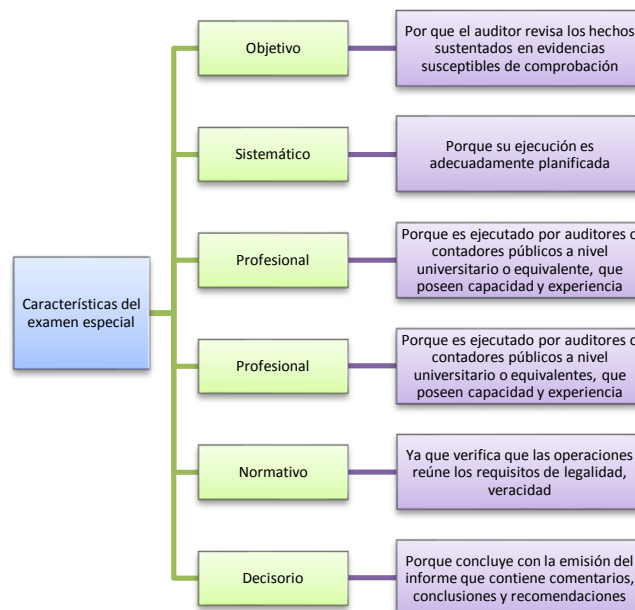 Objetivo
Por que el auditor revisa los hechos
sustentados en evidencias
susceptibles de comprobación
Sistemático
Porque su ejecución es
adecuadamente planificada
Profesional
Porque es ejecutado por auditores o
contadores públicos a nivel
universitario o equivalente, que
poseen capacidad y experiencia
Características del
examen especial
Profesional
Porque es ejecutado por auditores o
contadores públicos a nivel
universitario o equivalentes, que
poseen capacidad y experiencia
Normativo
Ya que verifica que las operaciones
reúne los requisitos de legalidad,
veracidad
Decisorio
Porque concluye con la emisión del
informe que contiene comentarios,
conclusiones y recomendaciones